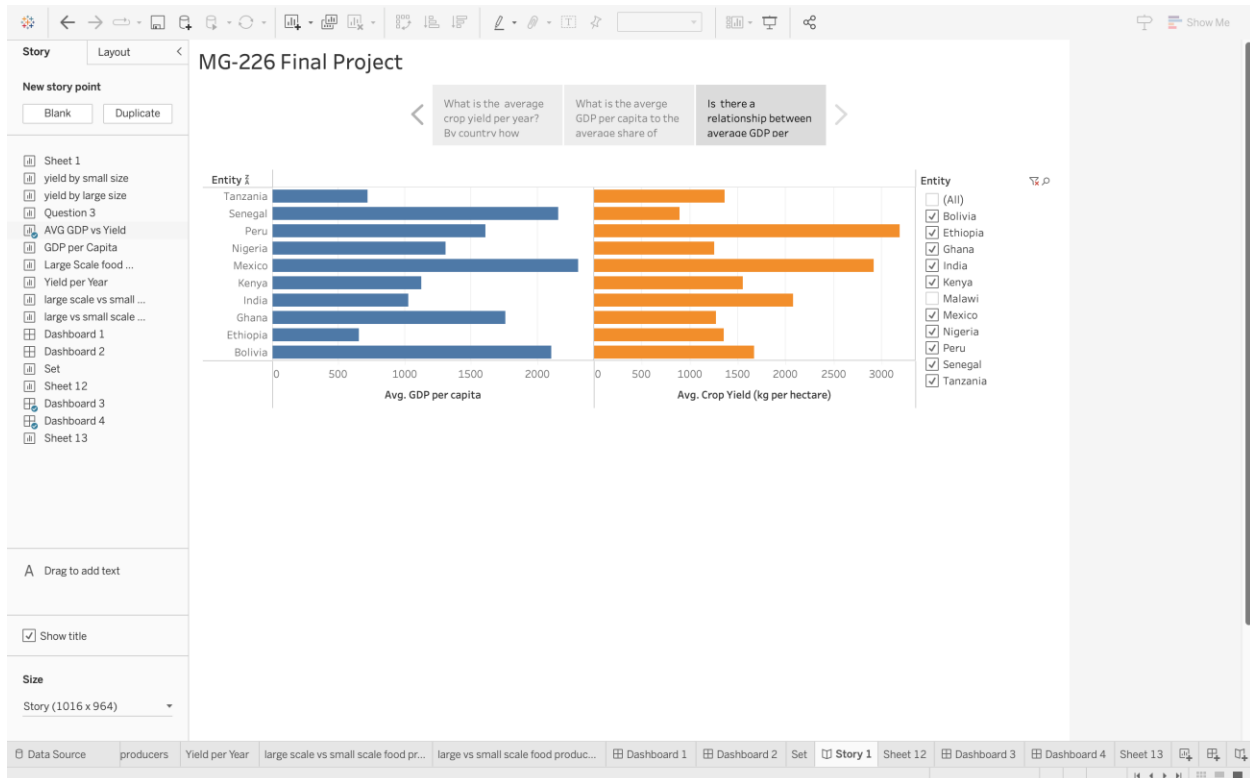 Show Me
Story
Layout
New story point
Blank
Duplicate
Sheet 1
yield by small size
yield by large size
Question 3
AVG GDP vs Yield
GDP per Capita
Large Scale food ...
Yield per Year
large scale vs small ...
large vs small scale ...
Dashboard 1
Dashboard 2
Set
Sheet 12
Dashboard 3
Dashboard 4
Sheet 13
A Drag to add text
Show title
Size
Story (1016 x 964)
MG-226 Final Project
What is the average
crop yield per year?
By country how
What is the averge
GDP per capita to the
average share of
Is there a
relationship between
average GDP per
Entity
Tanzania
Senegal
Peru
Nigeria
Mexico
Kenya
India
Ghana
Ethiopia
Bolivia
0 500 1000 1500 2000
Avg. GDP per capita
0 500 1000 1500 2000 2500 3000
Avg. Crop Yield (kg per hectare)
Entity
(All)
Bolivia
Ethiopia
Ghana
India
Kenya
Malawi
Mexico
Nigeria
Peru
Senegal
Tanzania
Data Source producers Yield per Year large scale vs small scale food pr... large vs small scale food produc... Dashboard 1 Dashboard 2 Set Story 1 Sheet 12 Dashboard 3 Dashboard 4 Sheet 13